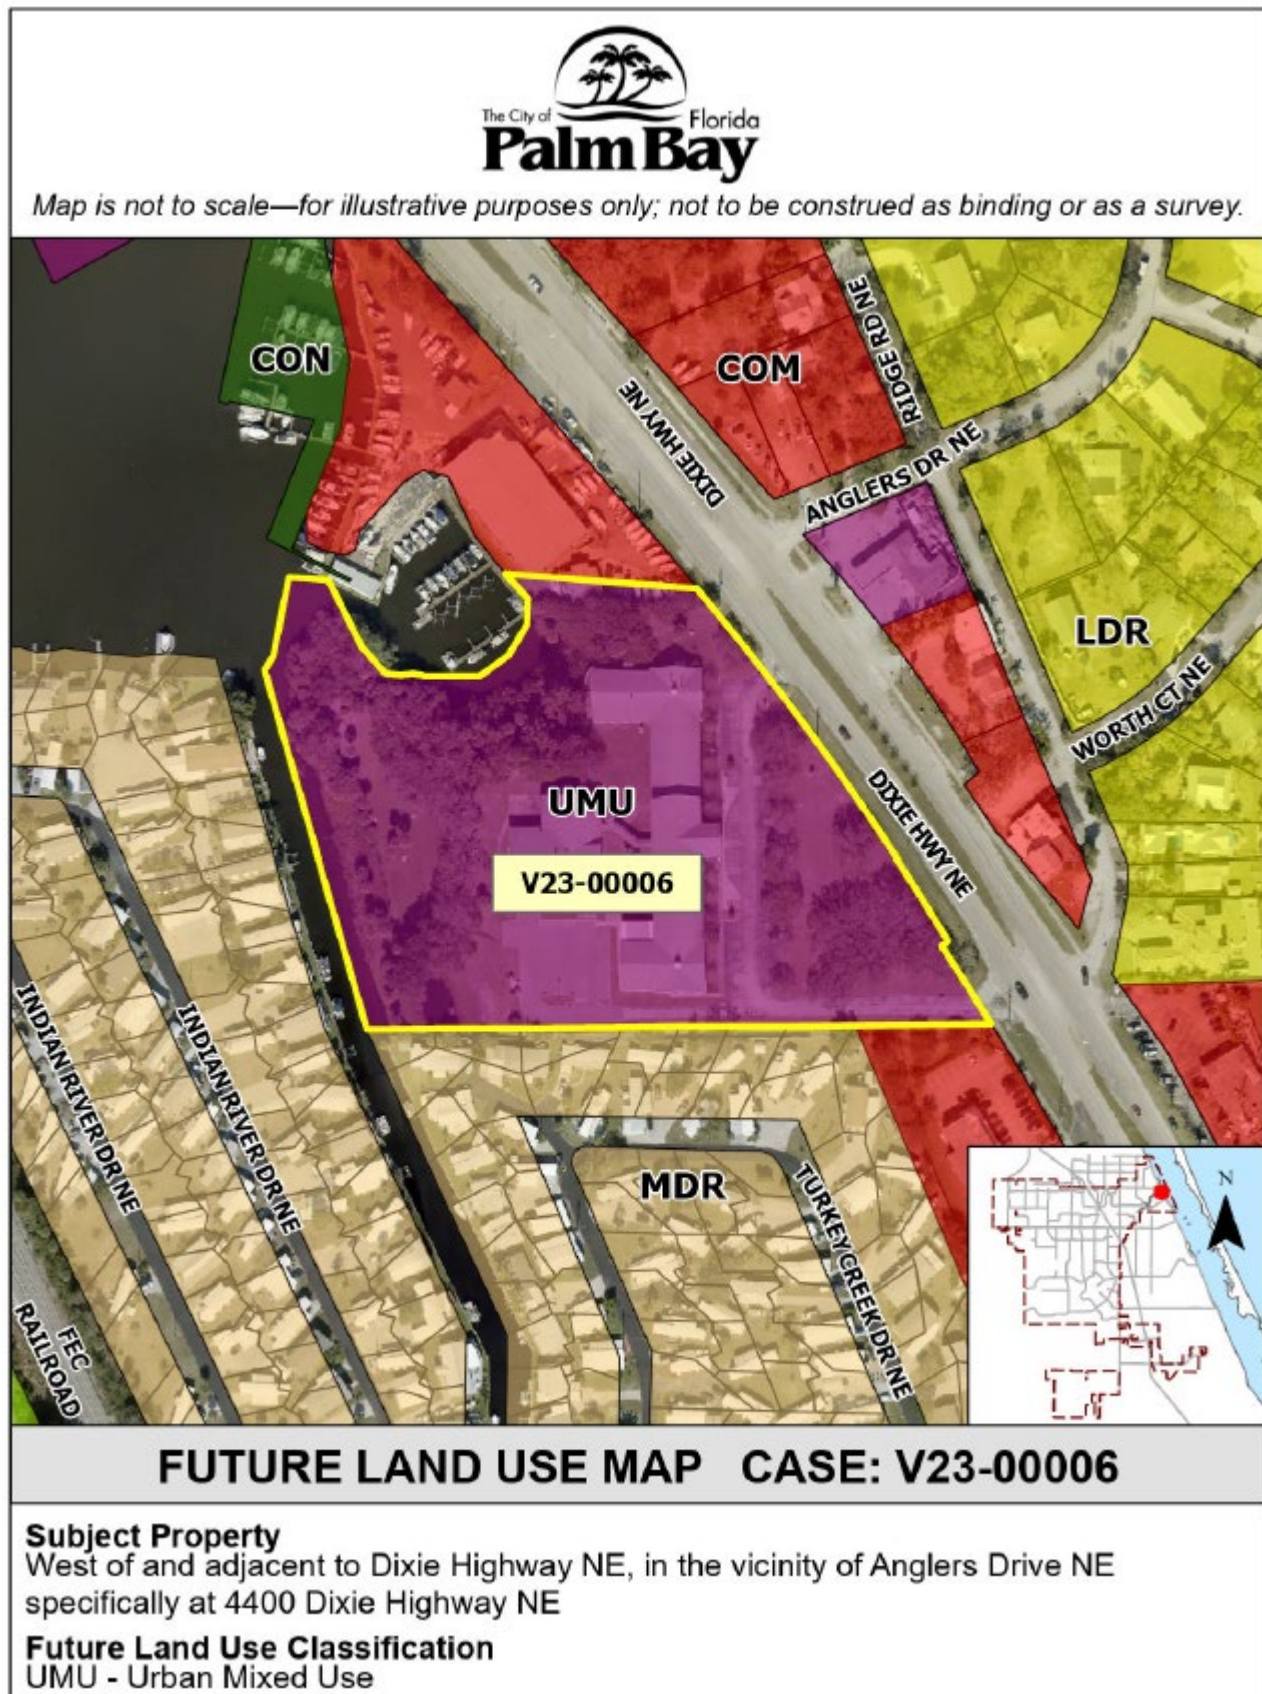 The City of Florida
Palm Bay
Map is not to scale—for illustrative purposes only; not to be construed as binding or as a survey.
CON
COM
RIDGE RD NE
DIXIE HWY NE
ANGLERS DR NE
LDR
WORTH CT NE
UMU
DIXIE HWY NE
V23-00006
INDIAN RIVER DR NE
INDIAN RIVER DR NE
MDR
TURKEY CREEK DR NE
N
FEC
RAILROAD
FUTURE LAND USE MAP CASE: V23-00006
Subject Property
West of and adjacent to Dixie Highway NE, in the vicinity of Anglers Drive NE
specifically at 4400 Dixie Highway NE
Future Land Use Classification
UMU - Urban Mixed Use